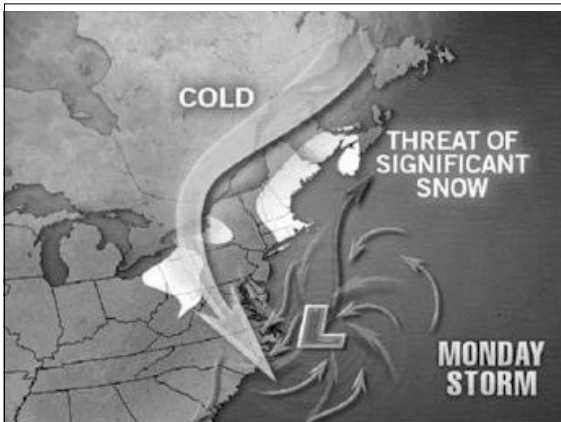 COLD
THREAT OF
SIGNIFICANT
SNOW
L
MONDAY
STORM